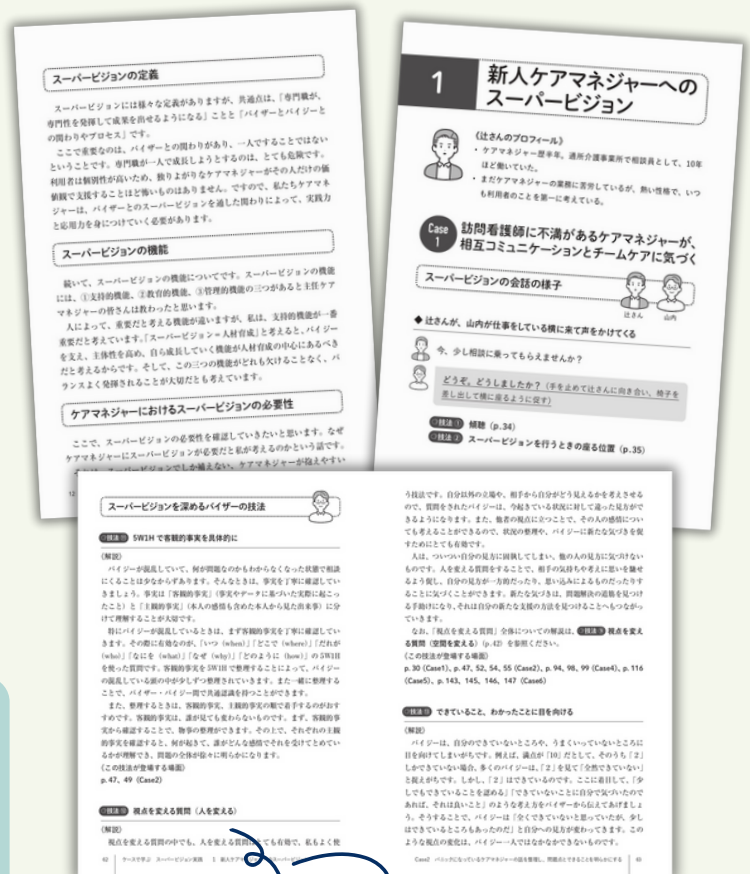 スーパービジョンの定義
スーパービジョンには様々な定義がありますが、共通点は、「専門職が、
専門性を発揮して成果を出せるようになる」ことと「バイザーとバイジーと
の関わりやプロセス」です。
ここで重要なのは、バイザーとの関わりがあり、一人ですることではない
ということです。専門職が一人で成長しようとするのは、とても危険です。
利用者は個別性が高いため、独りよがりなケアマネジャーがその人だけの価
値観で支援することほど怖いものはありません。ですので、私たちケアマネ
ジャーは、バイザーとのスーパービジョンを通した関わりによって、実践力
と応用力を身につけていく必要があります。
スーパービジョンの機能
続いて、スーパービジョンの機能についてです。スーパービジョンの機能
には、①支持的機能、②教育的機能、③管理的機能の三つがあると主任ケア
マネジャーの皆さんは教わったと思います。
人によって、重要だと考える機能が違いますが、私は、支持的機能が一番
重要だと考えています。「スーパービジョン＝人材育成」と考えると、バイジー
を支え、主体性を高め、自ら成長していく機能が人材育成の中心にあるべき
だと考えるからです。そして、この三つの機能がどれも欠けることなく、バ
ランスよく発揮されることが大切だとも考えています。
ケアマネジャーにおけるスーパービジョンの必要性
ここで、スーパービジョンの必要性を確認していきたいと思います。なぜ
ケアマネジャーにスーパービジョンが必要だと私が考えるのかという話です。
スーパービジョンでしか補えない、ケアマネジャーが抱えやすい
12
1
新人ケアマネジャーへの
スーパービジョン
《辻さんのプロフィール》
・ケアマネジャー歴半年。通所介護事業所で相談員として、10年
ほど働いていた。
・まだケアマネジャーの業務に苦労しているが、熱い性格で、いつ
も利用者のことを第一に考えている。
Case
1
訪問看護師に不満があるケアマネジャーが、
相互コミュニケーションとチームケアに気づく
スーパービジョンの会話の様子
辻さん 山内
◆ 辻さんが、山内が仕事をしている横に来て声をかけてくる
今、少し相談に乗ってもらえませんか？
どうぞ。どうしましたか？（手を止めて辻さんに向き合い、椅子を
差し出して横に座るように促す）
技法① 傾聴（p.34）
技法② スーパービジョンを行うときの座る位置（p.35）
スーパービジョンを深めるバイザーの技法
技法⑪ 5W1Hで客観的事実を具体的に
（解説）
バイジーが混乱していて、何が問題なのかもわからなくなった状態で相談
にくることは少なからずあります。そんなときは、事実を丁寧に確認してい
きましょう。事実は「客観的事実」（事実やデータに基づいた実際に起こっ
たこと）と「主観的事実」（本人の感情も含めた本人から見た出来事）に分
けて理解することが大切です。
特にバイジーが混乱しているときは、まず客観的事実を丁寧に確認してい
きます。その際に有効なのが、「いつ（when）」「どこで（where）」「だれが
（who）」「なにを（what）」「なぜ（why）」「どのように（how）」の5W1H
を使った質問です。客観的事実を5W1Hで整理することによって、バイジー
の混乱している頭の中が少しずつ整理されていきます。また一緒に整理する
ことで、バイザー・バイジー間で共通認識を持つことができます。
また、整理するときは、客観的事実、主観的事実の順で着手するのがおす
すめです。客観的事実は、誰が見ても変わらないものです。まず、客観的事
実から確認することで、物事の整理ができます。その上で、それぞれの主観
的事実を確認すると、何が起きて、誰がどんな感情でそれを受けてとめてい
るかが理解でき、問題の全体が徐々に明らかになります。
（この技法が登場する場面）
p.47、49（Case2）
技法⑫ 視点を変える質問（人を変える）
（解説）
視点を変える質問の中でも、人を変える質問はとても有効で、私もよく使
42 ケースで学ぶ スーパービジョン実践
う技法です。自分以外の立場や、相手から自分がどう見えるかを考えさせる
ので、質問をされたバイジーは、今起きている状況に対して違った見方がで
きるようになります。また、他者の視点に立つことで、その人の感情につい
ても考えることができるので、状況の整理や、バイジーに新たな気づきを促
すためにとても有効です。
人は、ついつい自分の見方に固執してしまい、他の人の見方に気づけない
ものです。人を変える質問をすることで、相手の気持ちや考えに思いを馳せ
るよう促し、自分の見方が一方的だったり、思い込みによるものだったりす
ることに気づくことができます。新たな気づきは、問題解決の道筋を見つけ
る手助けになり、それは自分の新たな支援の方法を見つけることへもつながっ
ていきます。
なお、「視点を変える質問」全体についての解説は、視点を変え
る質問（空間を変える）（p.42）を参照ください。
（この技法が登場する場面）
p.30（Case1）、p.47、52、54、55（Case2）、p.94、98、99（Case4）、p.116
（Case5）、p.143、145、146、147（Case6）
できていること、わかったことに目を向ける
（解説）
バイジーは、自分のできていないところや、うまくいっていないところに
目を向けてしまいがちです。例えば、満点が「10」だとして、そのうち「2」
しかできていない場合、多くのバイジーは、「2」を見て「全然できていない」
と捉えがちです。しかし、「2」はできているのです。ここに着目して、「少
しでもできていることを認める」「できていないことに自分で気づいたので
あれば、それは良いこと」のような考え方をバイザーから伝えてあげましょ
う。そうすることで、バイジーは「全くできていないと思っていたが、少し
はできているところもあったのだ」と自分への見方が変わってきます。この
ような視点の変化は、バイジー一人ではなかなかできないものです。
Case2 パニックになっているケアマネジャーの話を整理し、問題点とできることを明らかにする 43